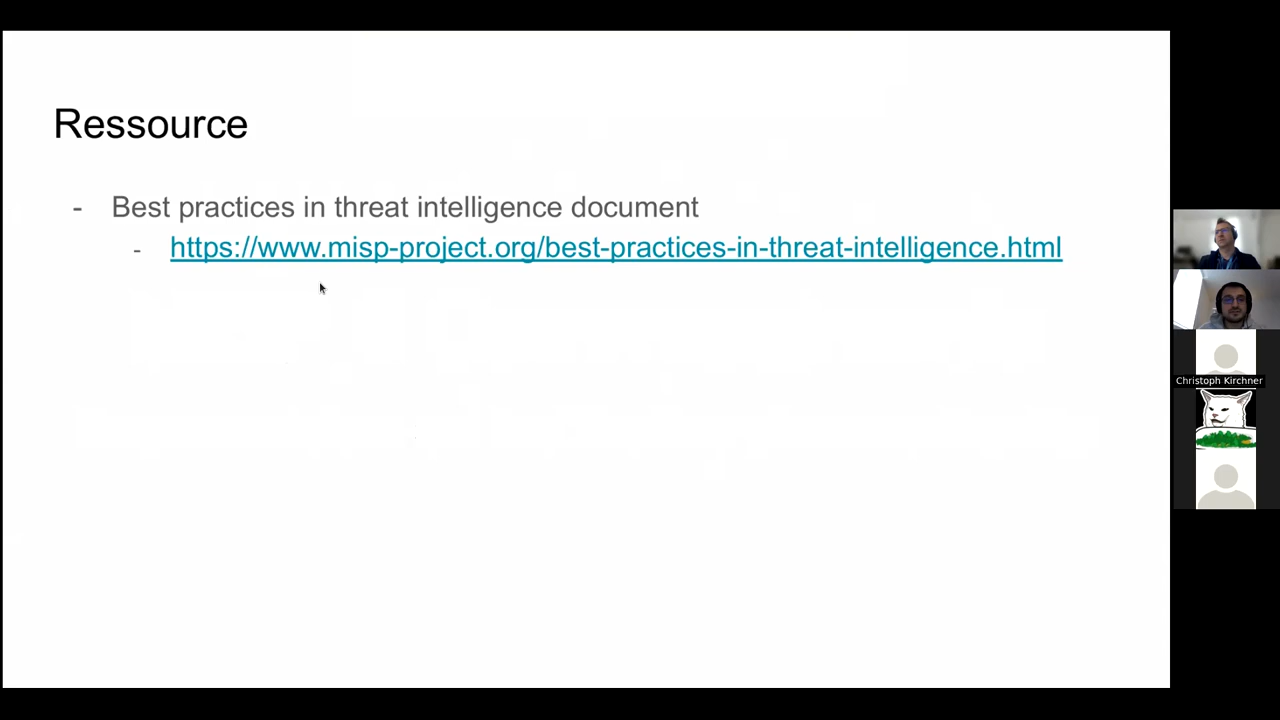 Ressource
- Best practices in threat intelligence document
- https://www.misp-project.org/best-practices-in-threat-intelligence.html
Christoph Kirchner